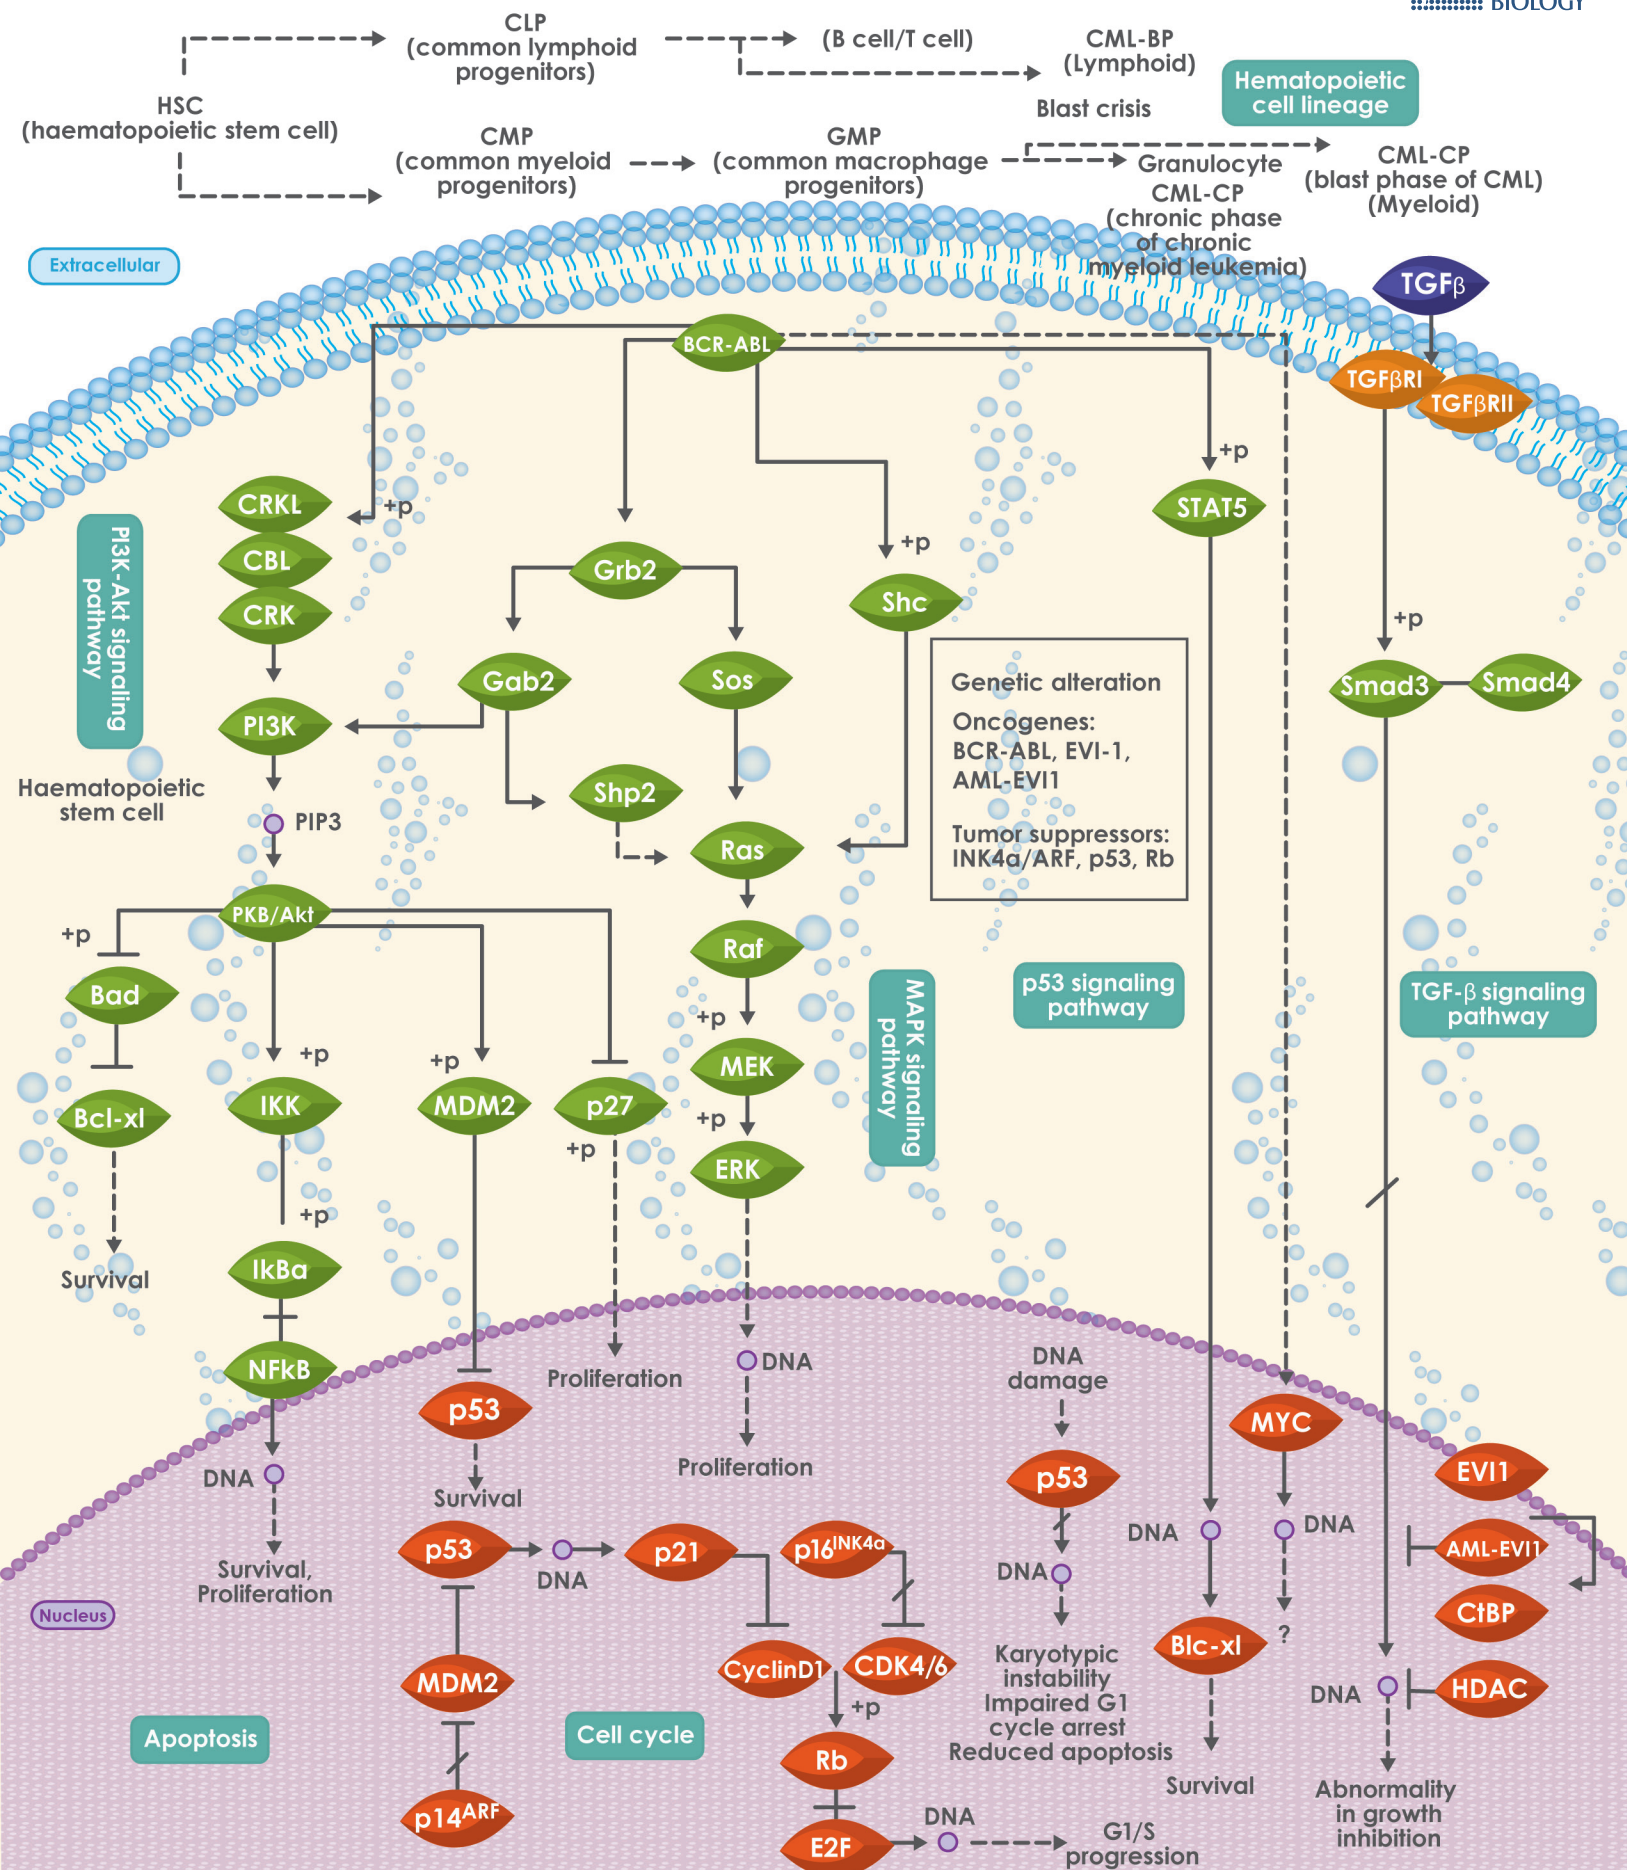 BIOLOGY
CLP
(common lymphoid
progenitors)
(B cell/T cell)
CML-BP
(Lymphoid)
Hematopoietic
cell lineage
HSC
(haematopoietic stem cell)
Blast crisis
CMP
(common myeloid
progenitors)
GMP
(common macrophage
progenitors)
Granulocyte
CML-CP
(chronic phase
of chronic
myeloid leukemia)
CML-CP
(blast phase of CML)
(Myeloid)
Extracellular
TGFβ
BCR-ABL
TGFβRI
TGFβRII
+p
STAT5
CRKL
+p
CBL
CRK
PI3K-Akt signaling
pathway
Grb2
+p
Shc
+p
Gab2
Sos
Smad3
Smad4
Genetic alteration
Oncogenes:
BCR-ABL, EVI-1,
AML-EVI1
Tumor suppressors:
INK4a/ARF, p53, Rb
PI3K
Haematopoietic
stem cell
PIP3
Shp2
Ras
PKB/Akt
+p
Raf
Bad
+p
MEK
MAPK signaling
pathway
p53 signaling
pathway
TGF-β signaling
pathway
+p
+p
Bcl-xl
IKK
MDM2
p27
+p
+p
ERK
+p
IkBa
Survival
NFkB
Proliferation
DNA
DNA
damage
p53
MYC
Proliferation
DNA
Survival
p53
EVI1
Survival,
Proliferation
p53
DNA
p21
p16INK4a
DNA
DNA
DNA
AML-EVI1
CtBP
Nucleus
MDM2
CyclinD1
CDK4/6
+p
Karyotypic
instability
Impaired G1
cycle arrest
Reduced apoptosis
Blc-xl
?
DNA
HDAC
Apoptosis
Cell cycle
Rb
Survival
Abnormality
in growth
inhibition
p14ARF
E2F
DNA
G1/S
progression